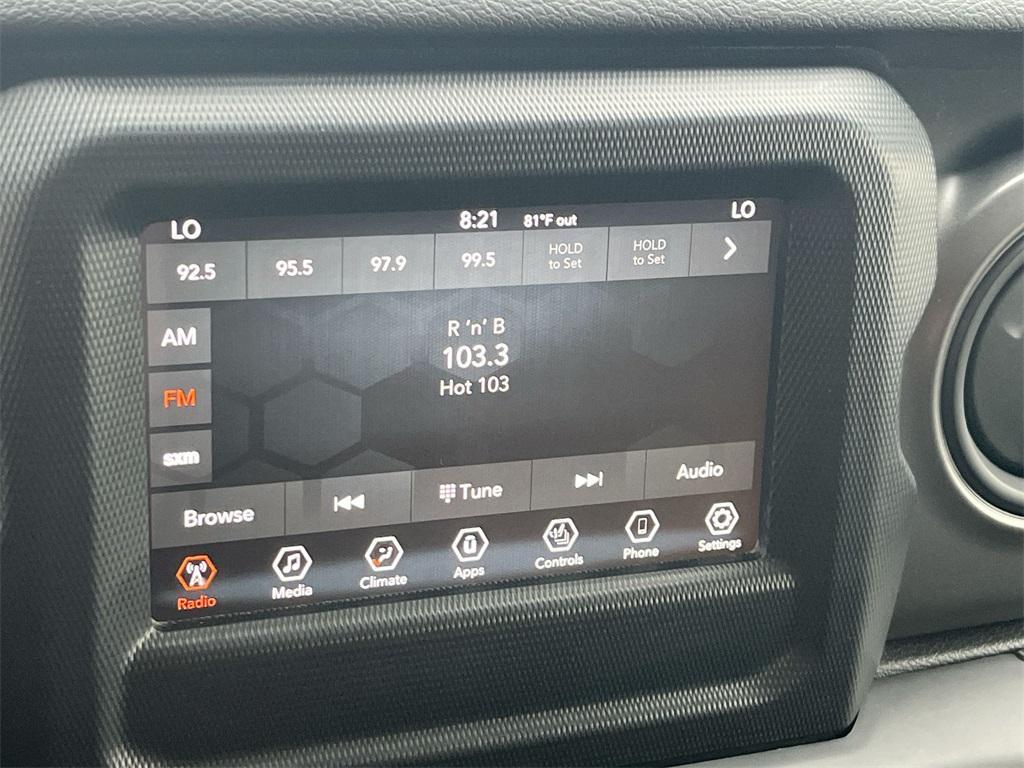 LO 8:21 81°F out LO
92.5 95.5 97.9 99.5 HOLD to Set HOLD to Set
AM
R 'n' B
103.3
FM
Hot 103
sxm
Browse Tune Audio
Radio Media Climate Apps Controls Phone Settings